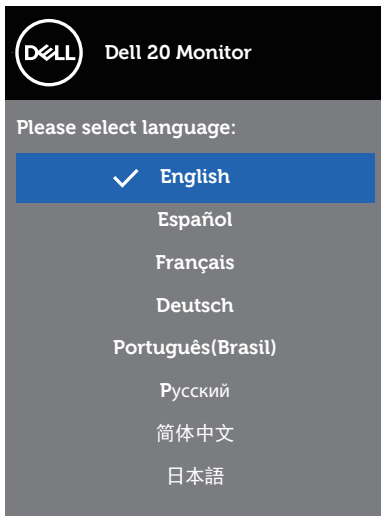 DELL
Dell 20 Monitor
Please select language:
English
Español
Français
Deutsch
Português(Brasil)
Русский
简体中文
日本語